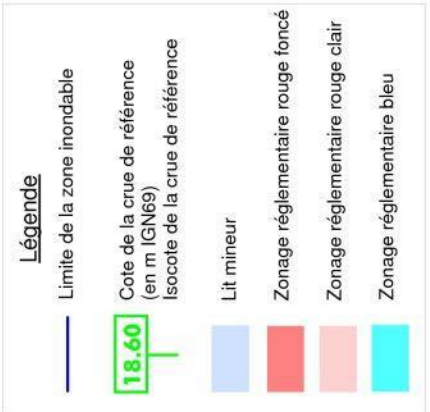 Légende
Limite de la zone inondable
18.60
Cote de la crue de référence
(en m IGN69)
Isocote de la crue de référence
Lit mineur
Zonage réglementaire rouge foncé
Zonage réglementaire rouge clair
Zonage réglementaire bleu